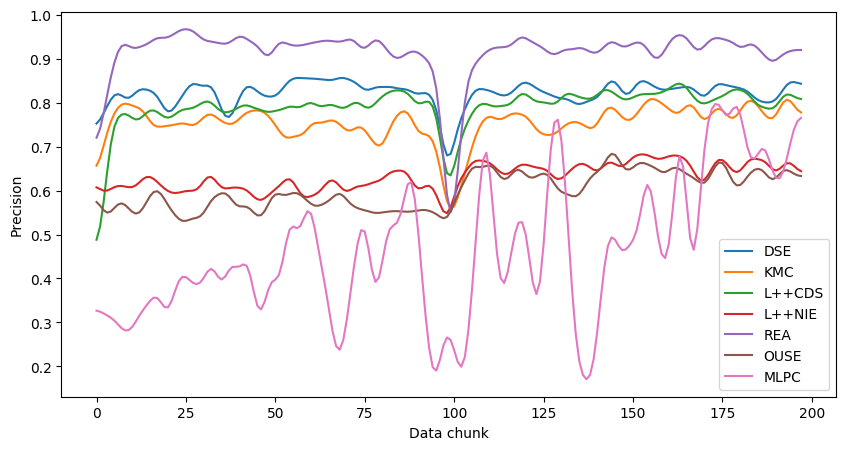 1.0
0.9
0.8
0.7
0.6
0.5
0.4
0.3
0.2
Precision
0
25
50
75
100
125
150
175
200
Data chunk
DSE
KMC
L++CDS
L++NIE
REA
OUSE
MLPC